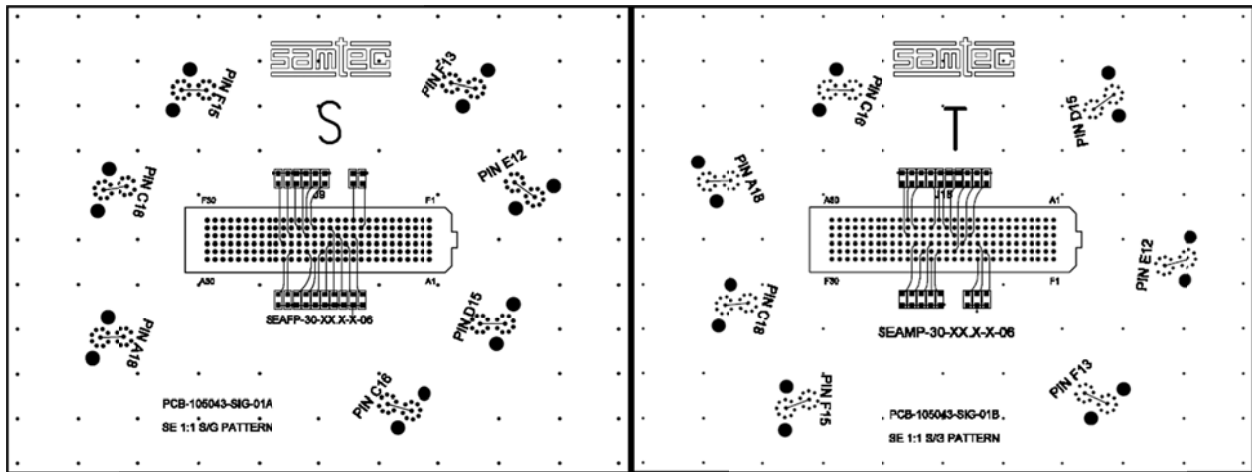 samtec
PIN F15
PIN F13
S
PIN C18
PIN E12
J9
F30
F1
A30
A1
SEAFP-30-XX.X-X-06
PIN D15
PIN A18
PIN C16
PCB-105043-SIG-01A
SE 1:1 S/G PATTERN
samtec
PIN C16
PIN D15
T
PIN A18
A30
A1
PIN E12
F30
F1
PIN C18
SEAMP-30-XX.X-X-06
PIN F15
PIN F13
PCB-105043-SIG-01B
SE 1:1 S/G PATTERN